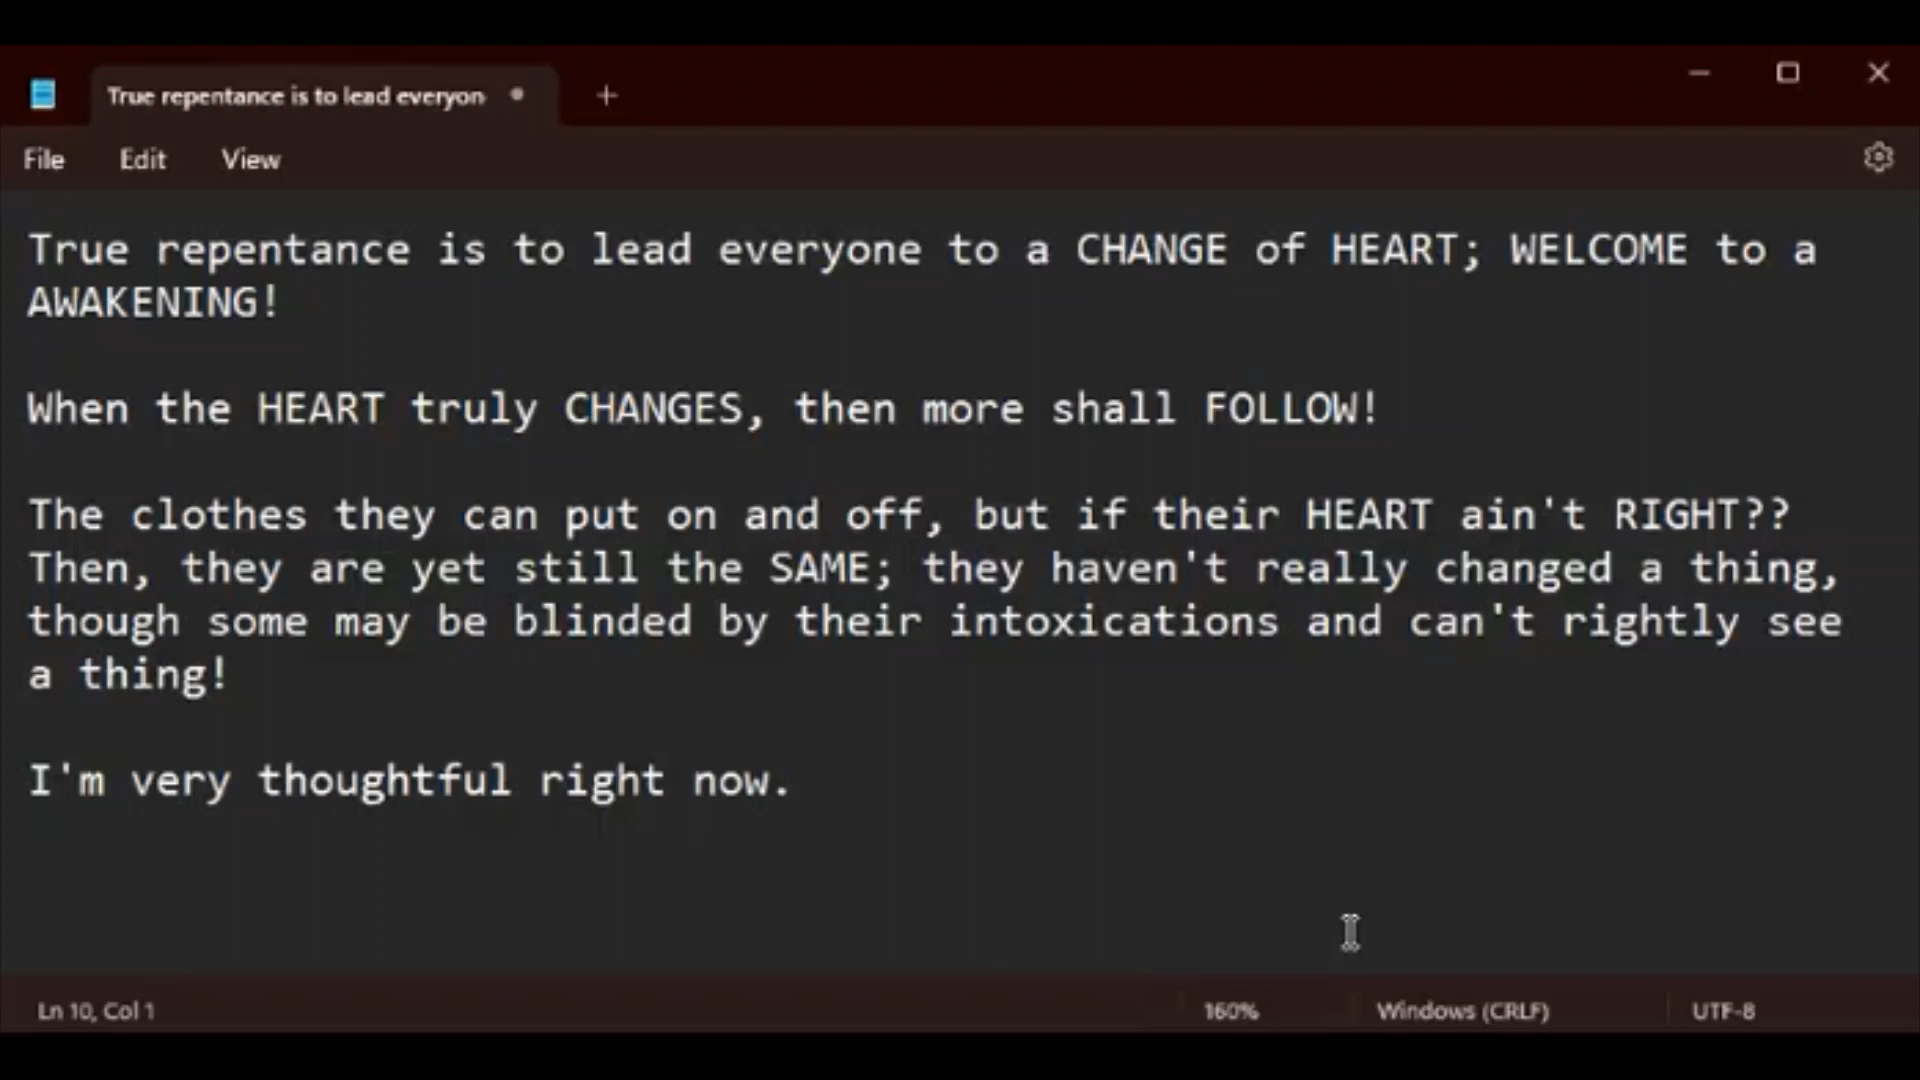 True repentance is to lead everyon
File Edit View
True repentance is to lead everyone to a CHANGE of HEART; WELCOME to a
AWAKENING!
When the HEART truly CHANGES, then more shall FOLLOW!
The clothes they can put on and off, but if their HEART ain't RIGHT??
Then, they are yet still the SAME; they haven't really changed a thing,
though some may be blinded by their intoxications and can't rightly see
a thing!
I'm very thoughtful right now.
Ln 10, Col 1 160% Windows (CRLF) UTF-8